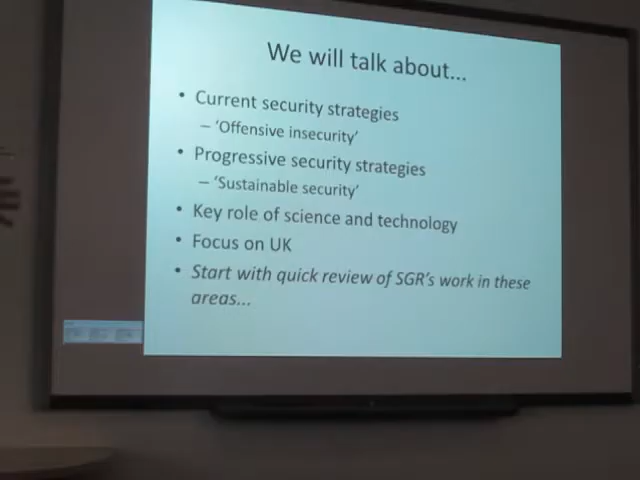 We will talk about...
• Current security strategies
– 'Offensive insecurity'
• Progressive security strategies
– 'Sustainable security'
• Key role of science and technology
• Focus on UK
• Start with quick review of SGR's work in these
areas...